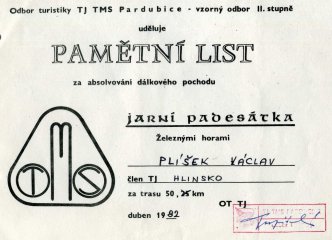 Odbor turistiky TJ TMS Pardubice - vzorný odbor II. stupně
uděluje
PAMĚTNÍ LIST
za absolvování dálkového pochodu
JARNÍ PADESÁTKA
Železnými horami
PLÍŠEK VÁCLAV
člen TJ HLINSKO
za trasu 50, 25 km
OT TJ
duben 1982
TMS